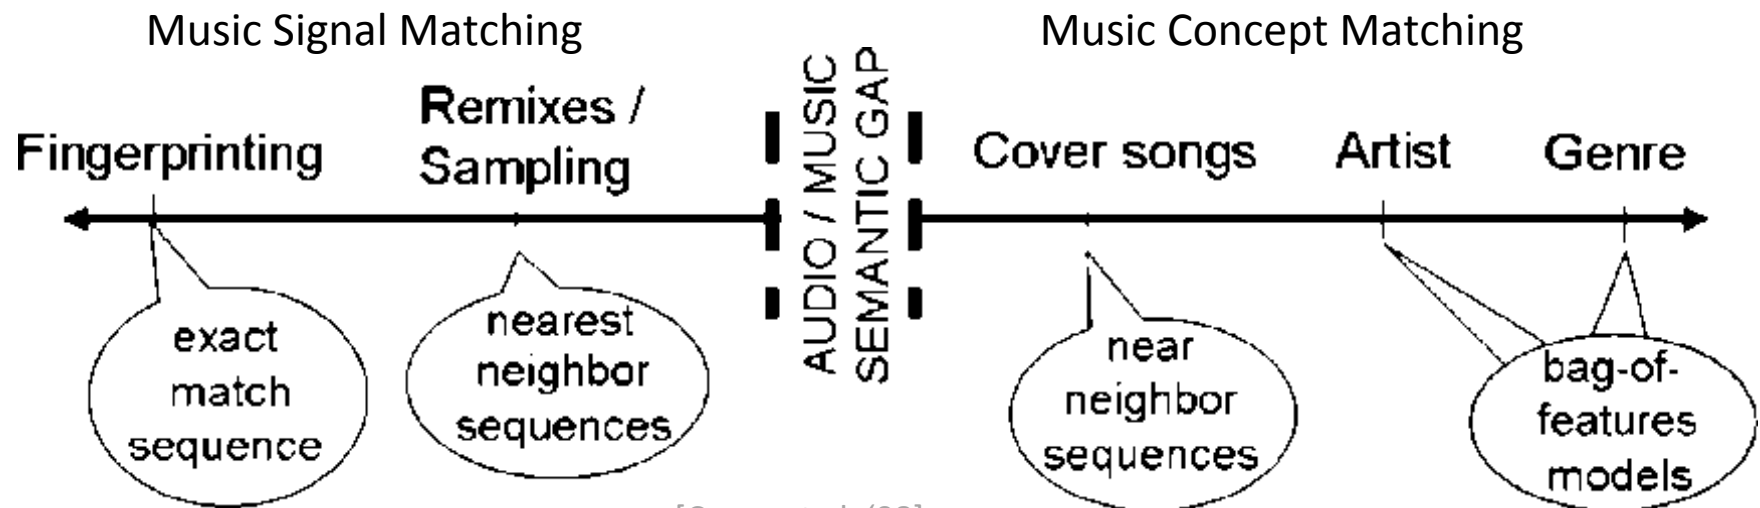 Music Signal Matching
Music Concept Matching
Fingerprinting
Remixes /
Sampling
AUDIO / MUSIC
SEMANTIC GAP
Cover songs
Artist
Genre
exact
match
sequence
nearest
neighbor
sequences
near
neighbor
sequences
bag-of-
features
models